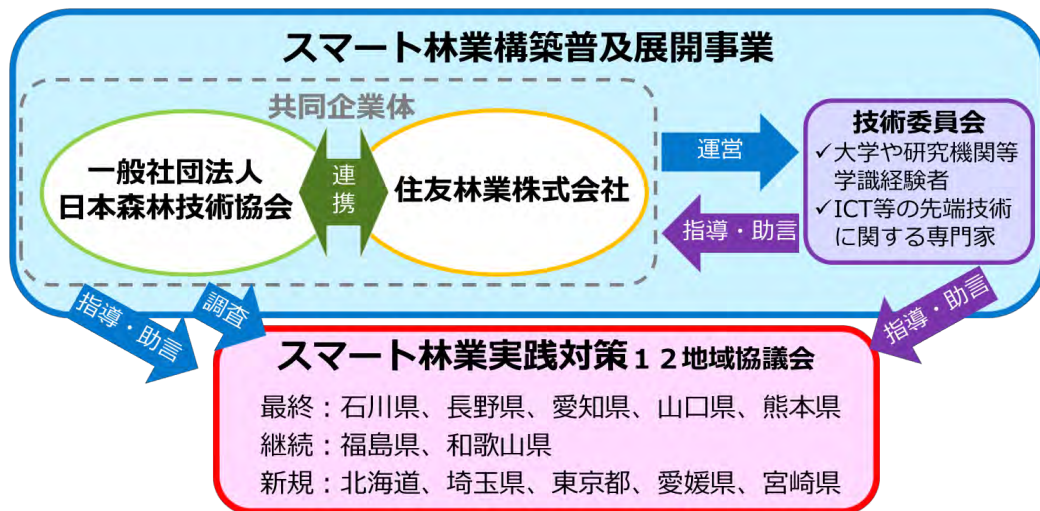 スマート林業構築普及展開事業
共同企業体
一般社団法人
日本森林技術協会
連携
住友林業株式会社
運営
指導・助言
技術委員会
✓大学や研究機関等
学識経験者
✓ICT等の先端技術
に関する専門家
指導・助言
調査
指導・助言
スマート林業実践対策12地域協議会
最終：石川県、長野県、愛知県、山口県、熊本県
継続：福島県、和歌山県
新規：北海道、埼玉県、東京都、愛媛県、宮崎県